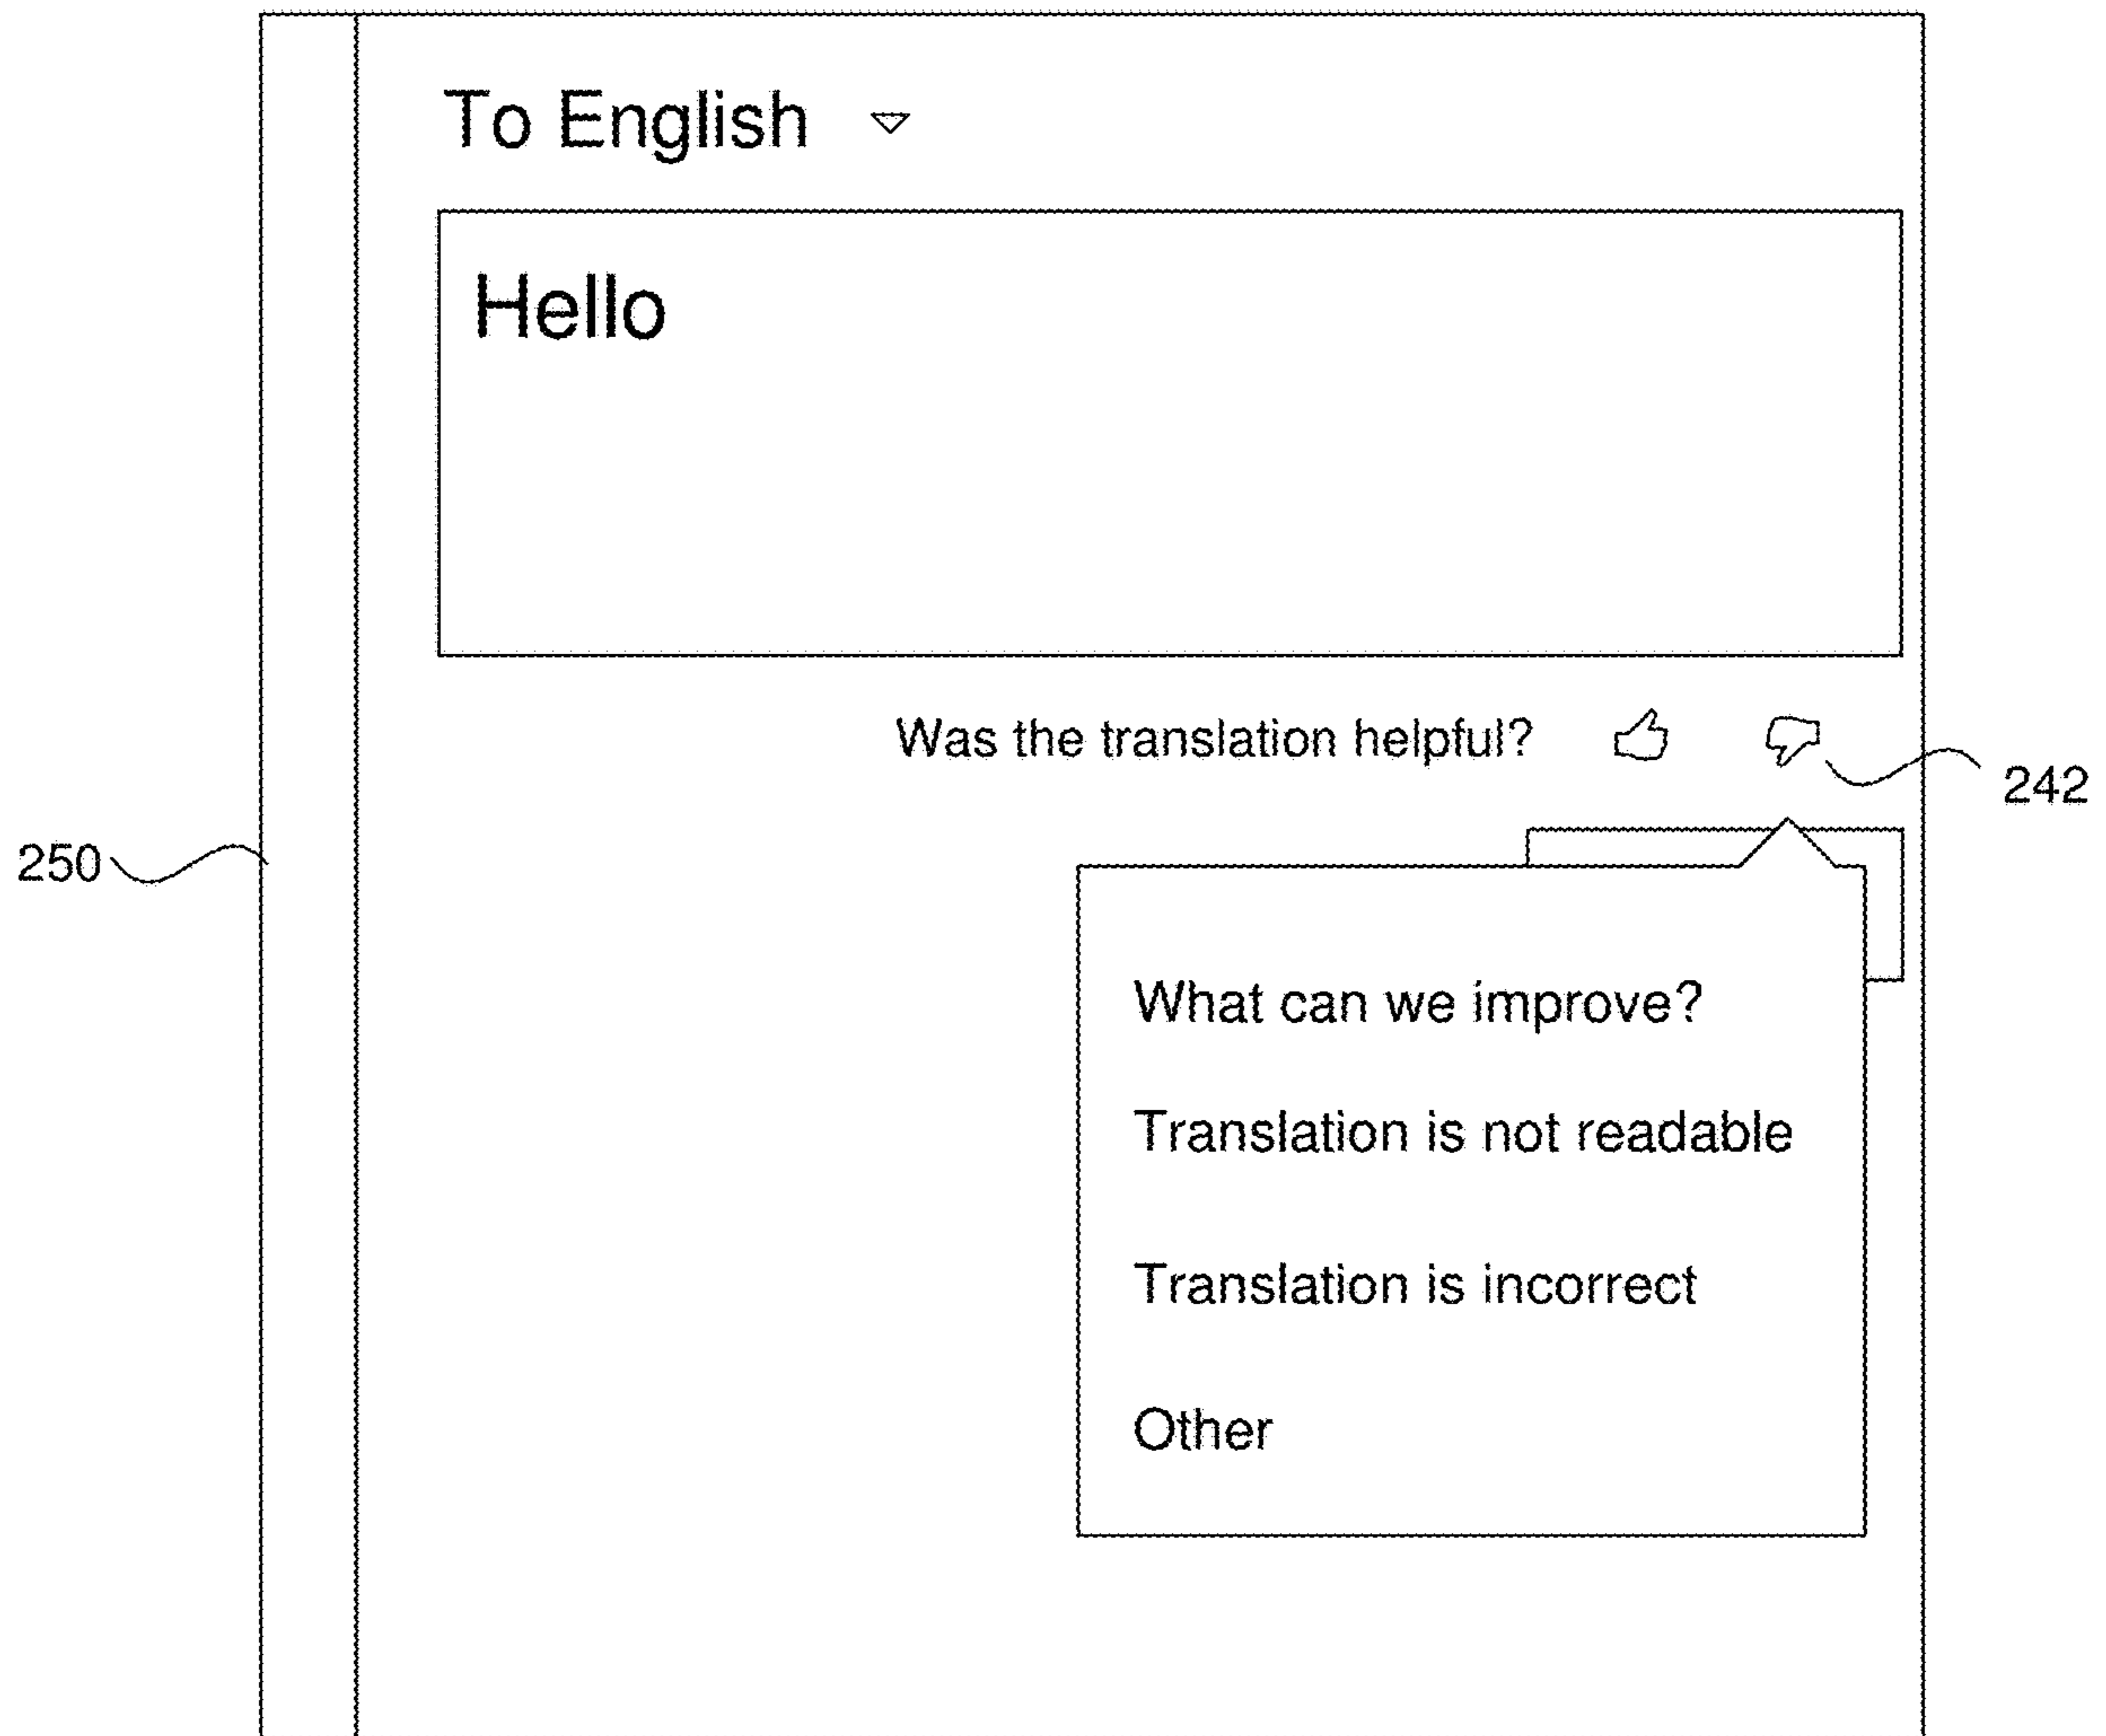 To English
Hello
Was the translation helpful?
242
250
What can we improve?
Translation is not readable
Translation is incorrect
Other